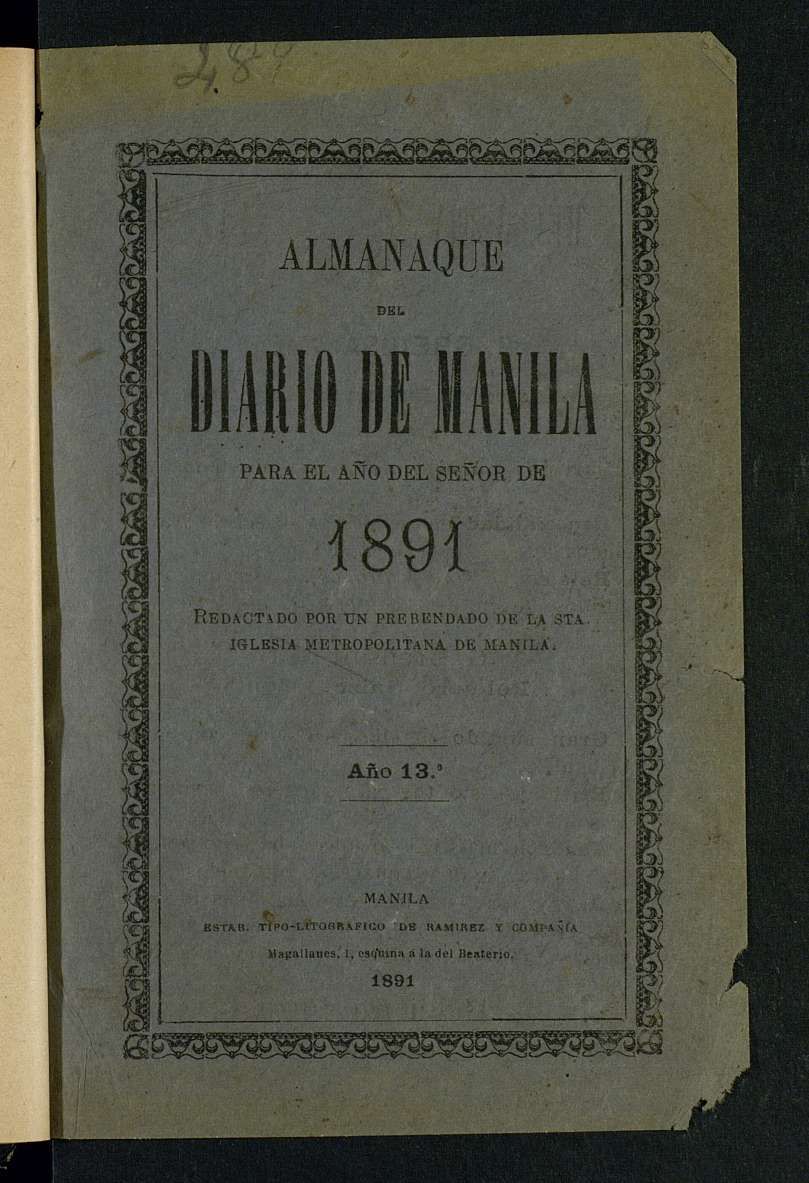 ALMANAQUE
DEL
DIARIO DE MANILA
PARA EL AÑO DEL SEÑOR DE
1891
REDACTADO POR UN PREBENDADO DE LA STA.
IGLESIA METROPOLITANA DE MANILA.
Año 13.º
MANILA
ESTAB. TIPO-LITOGRAFICO DE RAMIREZ Y COMPAÑÍA
Magallanes, 1, esquina a la del Beaterio.
1891